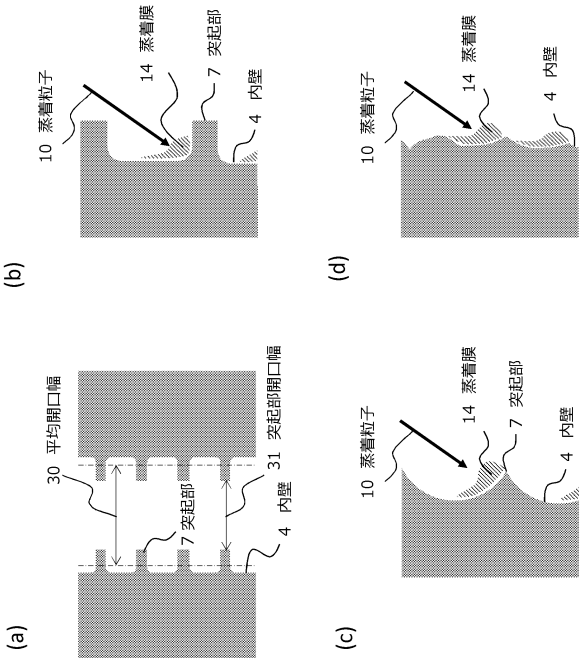 (a)
30 平均開口幅
7 突起部
31 突起部開口幅
4 内壁
(b)
10 蒸着粒子
14 蒸着膜
7 突起部
4 内壁
(c)
10 蒸着粒子
14 蒸着膜
7 突起部
4 内壁
(d)
10 蒸着粒子
14 蒸着膜
4 内壁